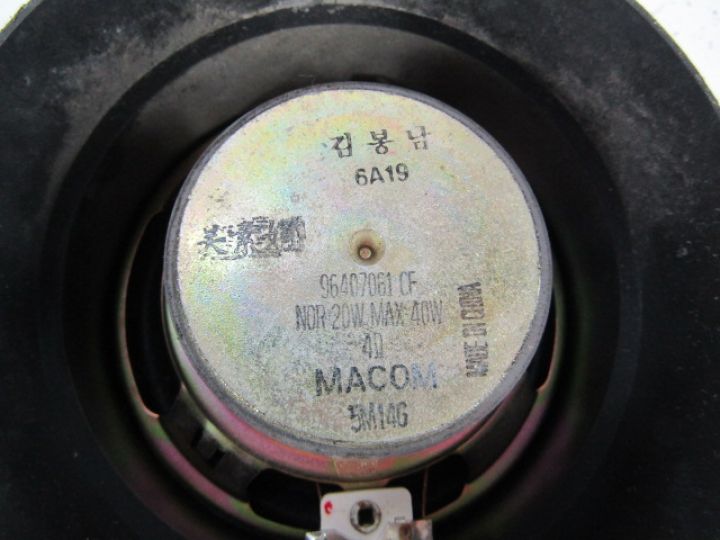 김봉남
6A19
96407061 CF
NOR 20W MAX 40W
4Ω
MACOM
5M14G
MADE IN CHINA